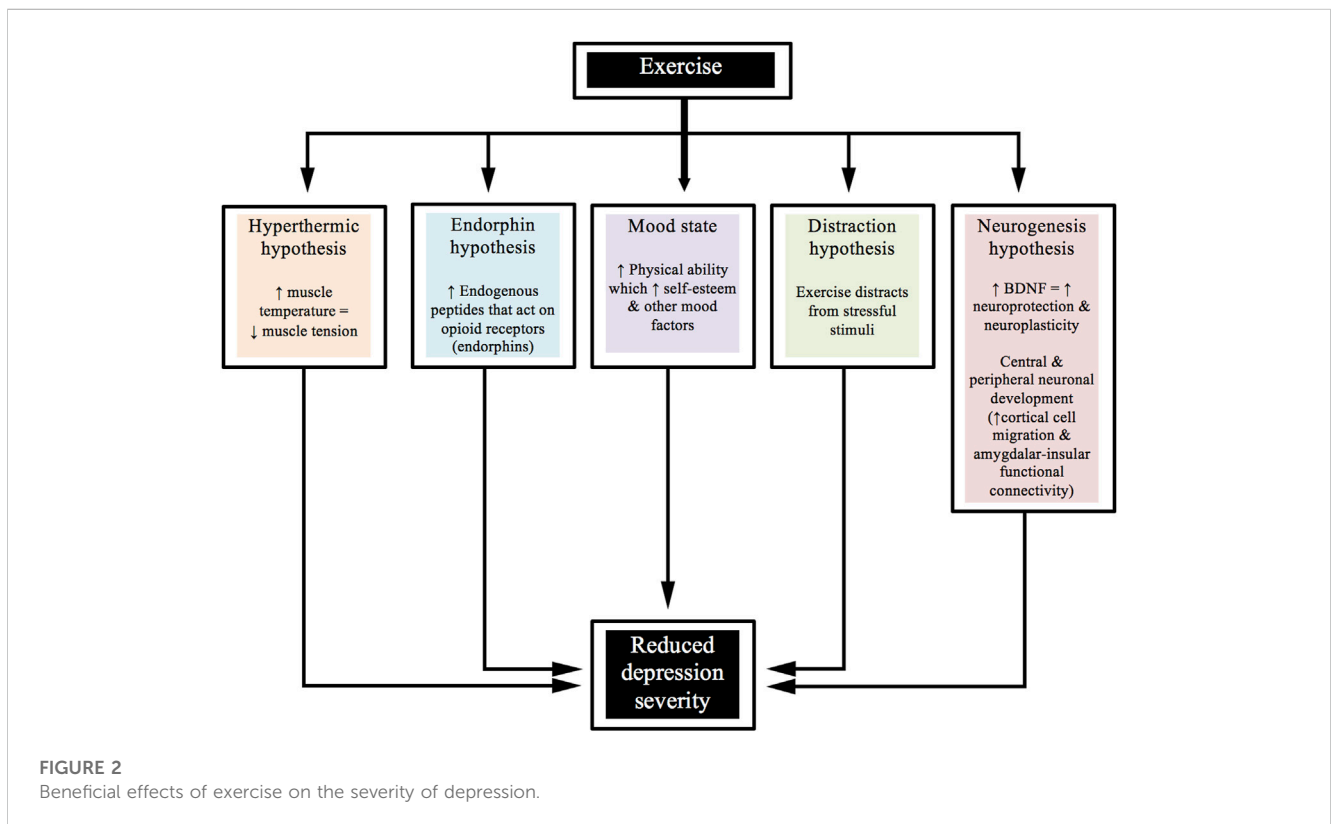 Exercise
Hyperthermic
hypothesis
↑ muscle
temperature =
↓ muscle tension
Endorphin
hypothesis
↑ Endogenous
peptides that act on
opioid receptors
(endorphins)
Mood state
↑ Physical ability
which ↑ self-esteem
& other mood
factors
Distraction
hypothesis
Exercise distracts
from stressful
stimuli
Neurogenesis
hypothesis
↑ BDNF = ↑
neuroprotection &
neuroplasticity
Central &
peripheral neuronal
development
(↑cortical cell
migration &
amygdalar-insular
functional
connectivity)
Reduced
depression
severity
FIGURE 2
Beneficial effects of exercise on the severity of depression.